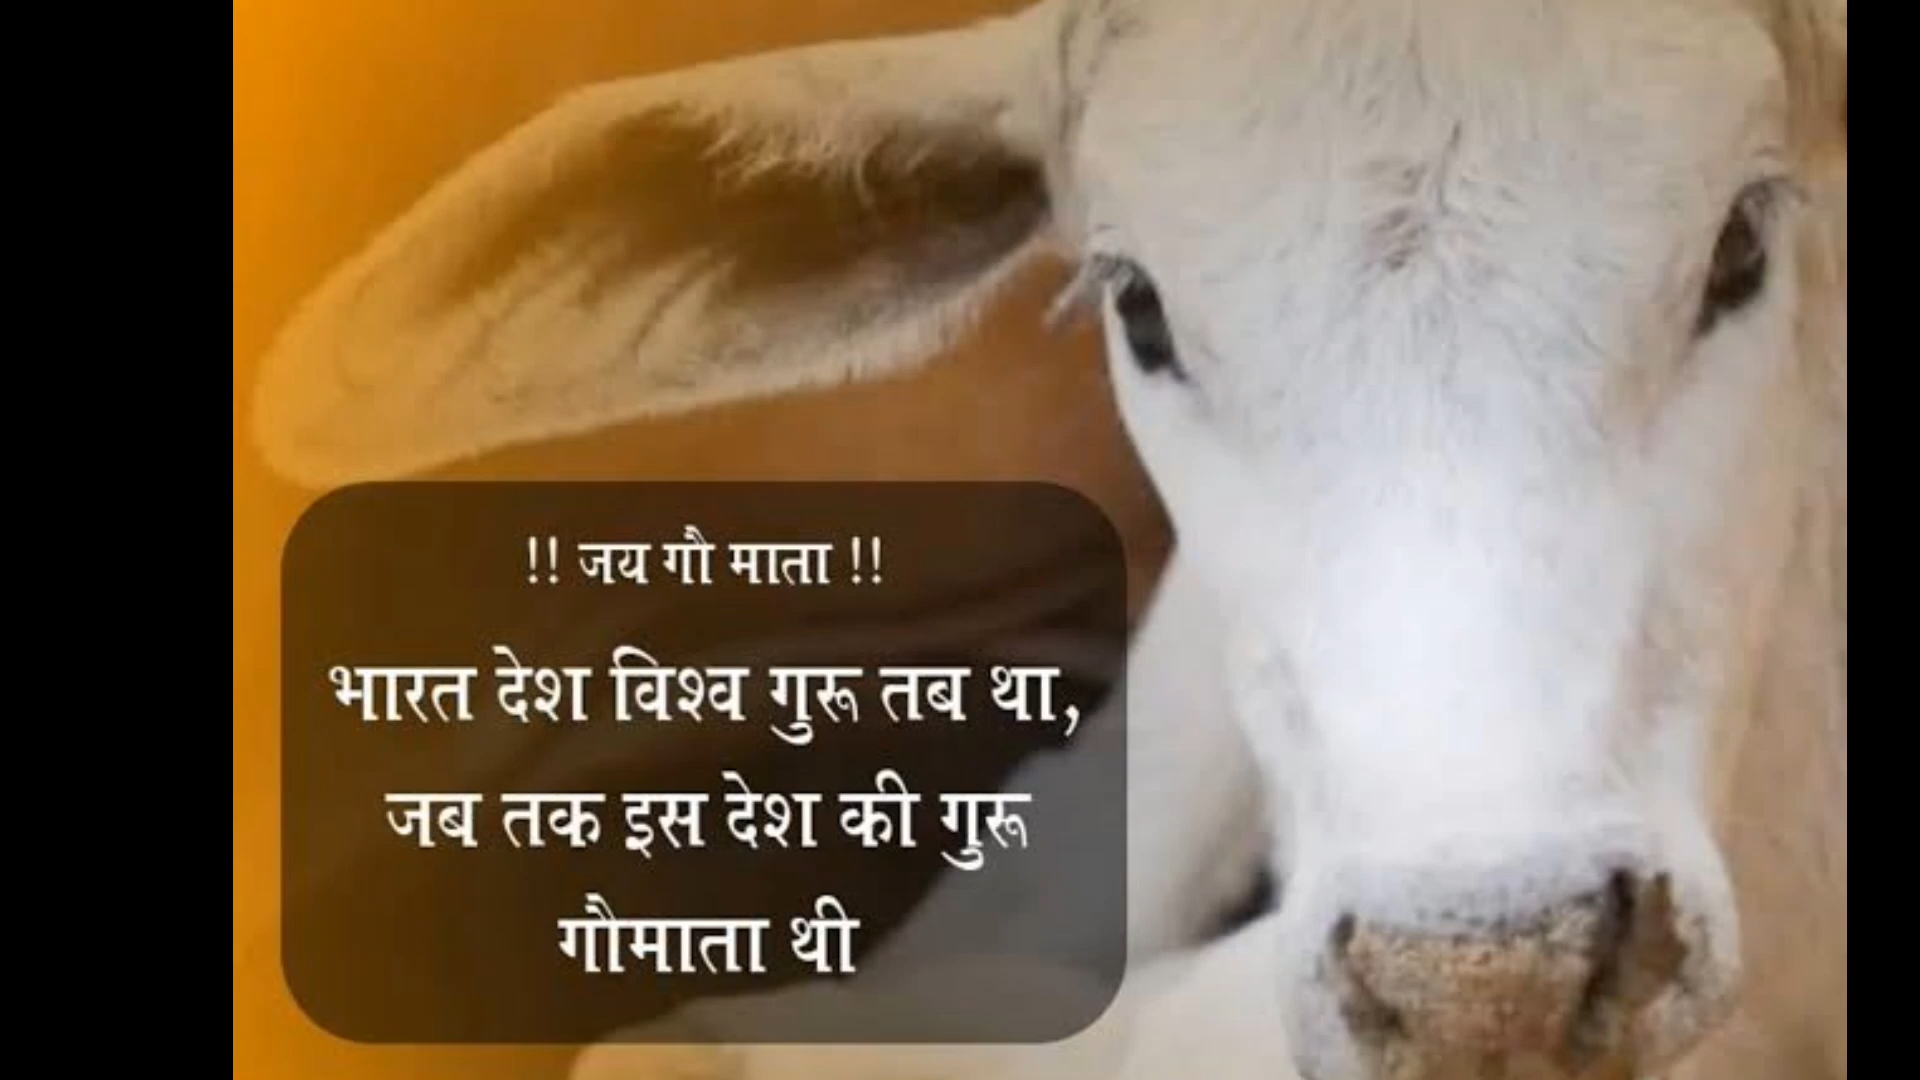 !! जय गौ माता !!
भारत देश विश्व गुरू तब था,
जब तक इस देश की गुरू
गौमाता थी